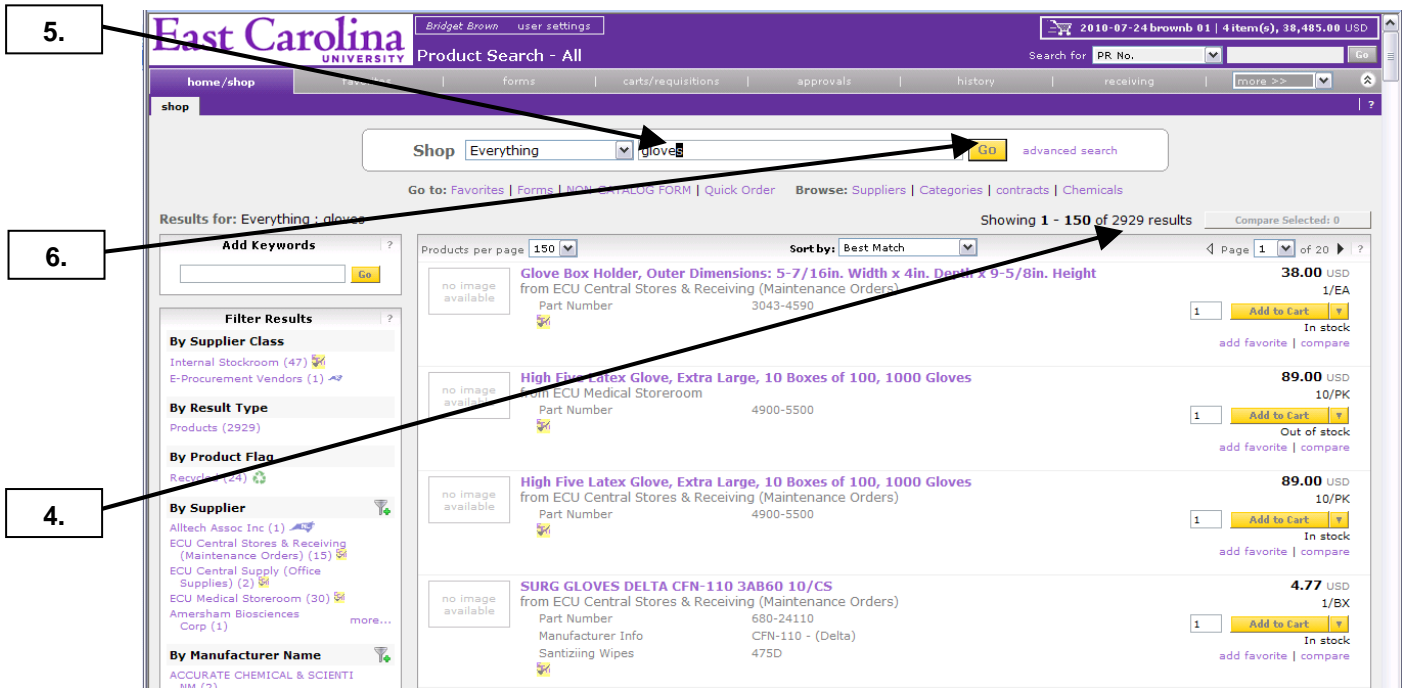 5.
6.
4.
East Carolina
UNIVERSITY
Bridget Brown user settings
2010-07-24 brownb 01 | 4 item(s), 38,485.00 USD
Product Search - All
Search for PR No. Go
home/shop favorites | forms | carts/requisitions | approvals | history | receiving | more >>
shop ?
Shop Everything gloves Go advanced search
Go to: Favorites | Forms | NON-CATALOG FORM | Quick Order Browse: Suppliers | Categories | contracts | Chemicals
Results for: Everything : gloves
Showing 1 - 150 of 2929 results Compare Selected: 0
Add Keywords ?
Go
Filter Results ?
By Supplier Class
Internal Stockroom (47)
E-Procurement Vendors (1)
By Result Type
Products (2929)
By Product Flag
Recycled (24)
By Supplier
Alltech Assoc Inc (1)
ECU Central Stores & Receiving
(Maintenance Orders) (15)
ECU Central Supply (Office
Supplies) (2)
ECU Medical Storeroom (30)
Amersham Biosciences
Corp (1) more...
By Manufacturer Name
ACCURATE CHEMICAL & SCIENTI
NM (2)
Products per page 150 Sort by: Best Match Page 1 of 20 ?
no image
available
Glove Box Holder, Outer Dimensions: 5-7/16in. Width x 4in. Depth x 9-5/8in. Height
from ECU Central Stores & Receiving (Maintenance Orders)
Part Number 3043-4590
38.00 USD
1/EA
1 Add to Cart
In stock
add favorite | compare
no image
available
High Five Latex Glove, Extra Large, 10 Boxes of 100, 1000 Gloves
from ECU Medical Storeroom
Part Number 4900-5500
89.00 USD
10/PK
1 Add to Cart
Out of stock
add favorite | compare
no image
available
High Five Latex Glove, Extra Large, 10 Boxes of 100, 1000 Gloves
from ECU Central Stores & Receiving (Maintenance Orders)
Part Number 4900-5500
89.00 USD
10/PK
1 Add to Cart
In stock
add favorite | compare
no image
available
SURG GLOVES DELTA CFN-110 3AB60 10/CS
from ECU Central Stores & Receiving (Maintenance Orders)
Part Number 680-24110
Manufacturer Info CFN-110 - (Delta)
Santiziing Wipes 475D
4.77 USD
1/BX
1 Add to Cart
In stock
add favorite | compare